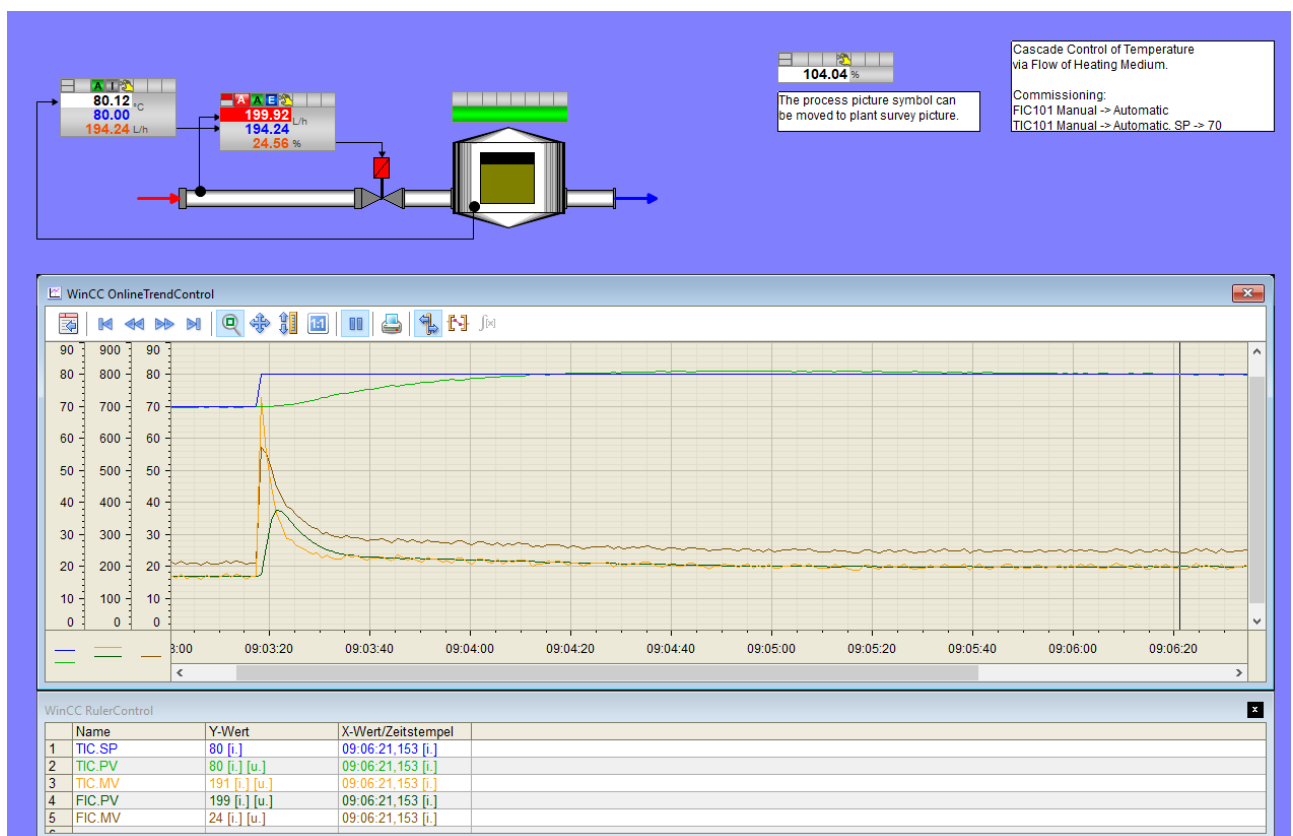 Cascade Control of Temperature
via Flow of Heating Medium.
Commissioning:
FIC101 Manual -> Automatic
TIC101 Manual -> Automatic. SP -> 70
104.04 %
The process picture symbol can
be moved to plant survey picture.
A I
80.12 °C
80.00
194.24 L/h
A A E
199.92 L/h
194.24
24.56 %
WinCC OnlineTrendControl
1:1
f(x)
90 900 90
80 800 80
70 700 70
60 600 60
50 500 50
40 400 40
30 300 30
20 200 20
10 100 10
0 0 0
3:00 09:03:20 09:03:40 09:04:00 09:04:20 09:04:40 09:05:00 09:05:20 09:05:40 09:06:00 09:06:20
WinCC RulerControl
Name Y-Wert X-Wert/Zeitstempel
1 TIC.SP 80 [i.] 09:06:21,153 [i.]
2 TIC.PV 80 [i.] [u.] 09:06:21,153 [i.]
3 TIC.MV 191 [i.] [u.] 09:06:21,153 [i.]
4 FIC.PV 199 [i.] [u.] 09:06:21,153 [i.]
5 FIC.MV 24 [i.] [u.] 09:06:21,153 [i.]